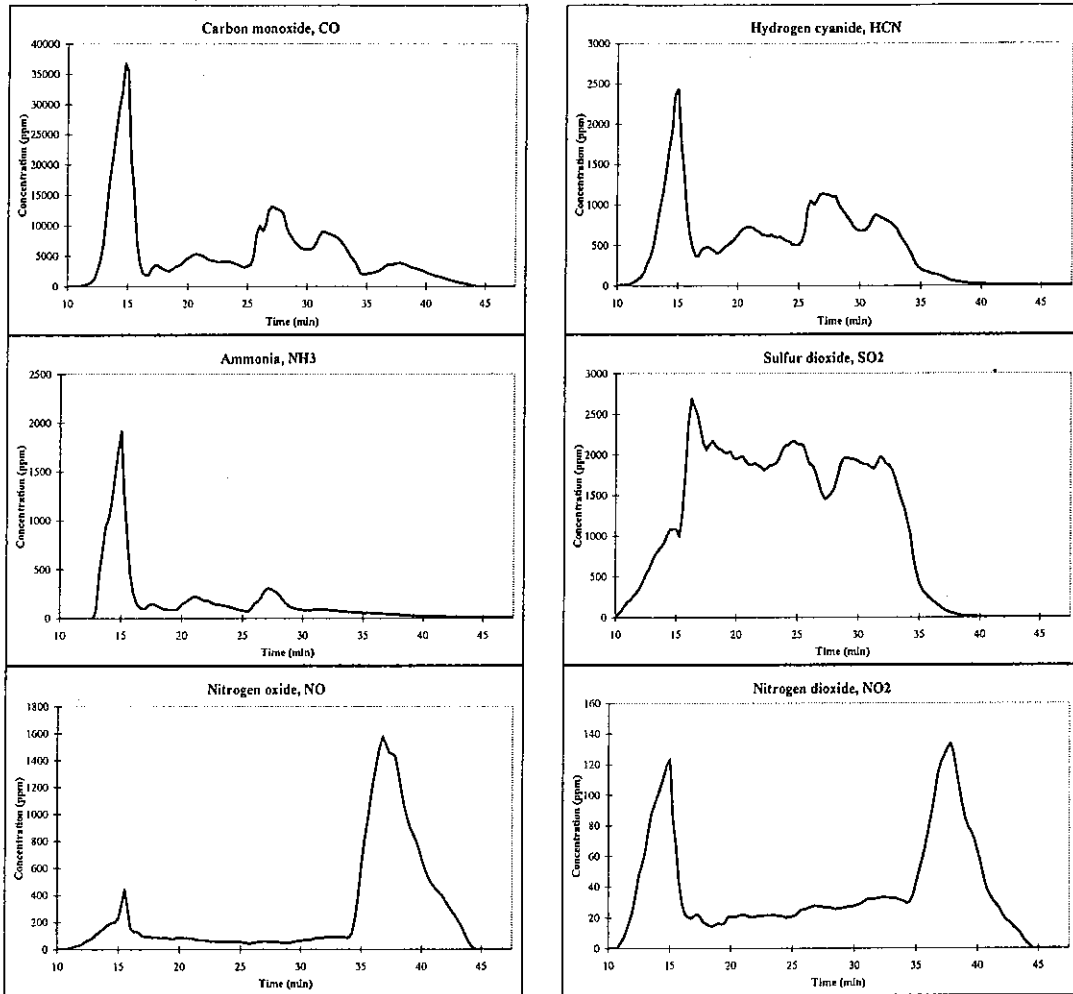 Carbon monoxide, CO
Concentration (ppm)
40000
35000
30000
25000
20000
15000
10000
5000
0
10 15 20 25 30 35 40 45
Time (min)
Hydrogen cyanide, HCN
Concentration (ppm)
3000
2500
2000
1500
1000
500
0
10 15 20 25 30 35 40 45
Time (min)
Ammonia, NH3
Concentration (ppm)
2500
2000
1500
1000
500
0
10 15 20 25 30 35 40 45
Time (min)
Sulfur dioxide, SO2
Concentration (ppm)
3000
2500
2000
1500
1000
500
0
10 15 20 25 30 35 40 45
Time (min)
Nitrogen oxide, NO
Concentration (ppm)
1800
1600
1400
1200
1000
800
600
400
200
0
10 15 20 25 30 35 40 45
Time (min)
Nitrogen dioxide, NO2
Concentration (ppm)
160
140
120
100
80
60
40
20
0
10 15 20 25 30 35 40 45
Time (min)